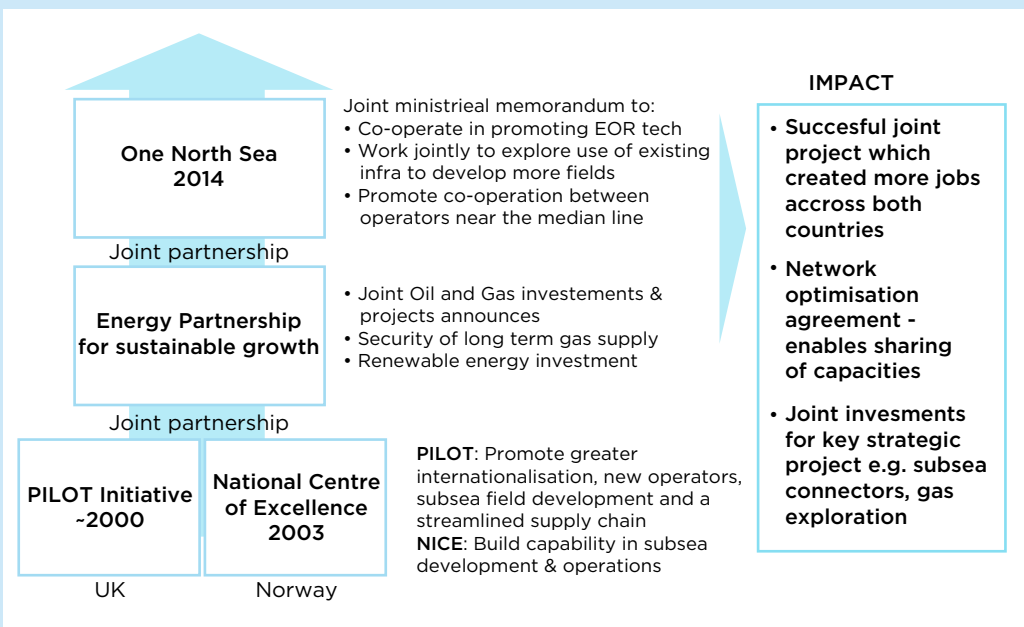 One North Sea
2014
Joint ministrieal memorandum to:
• Co-operate in promoting EOR tech
• Work jointly to explore use of existing
infra to develop more fields
• Promote co-operation between
operators near the median line
Joint partnership
Energy Partnership
for sustainable growth
• Joint Oil and Gas investements &
projects announces
• Security of long term gas supply
• Renewable energy investment
Joint partnership
PILOT Initiative
~2000
UK
National Centre
of Excellence
2003
Norway
PILOT: Promote greater
internationalisation, new operators,
subsea field development and a
streamlined supply chain
NICE: Build capability in subsea
development & operations
IMPACT
• Succesful joint
project which
created more jobs
accross both
countries
• Network
optimisation
agreement -
enables sharing
of capacities
• Joint invesments
for key strategic
project e.g. subsea
connectors, gas
exploration